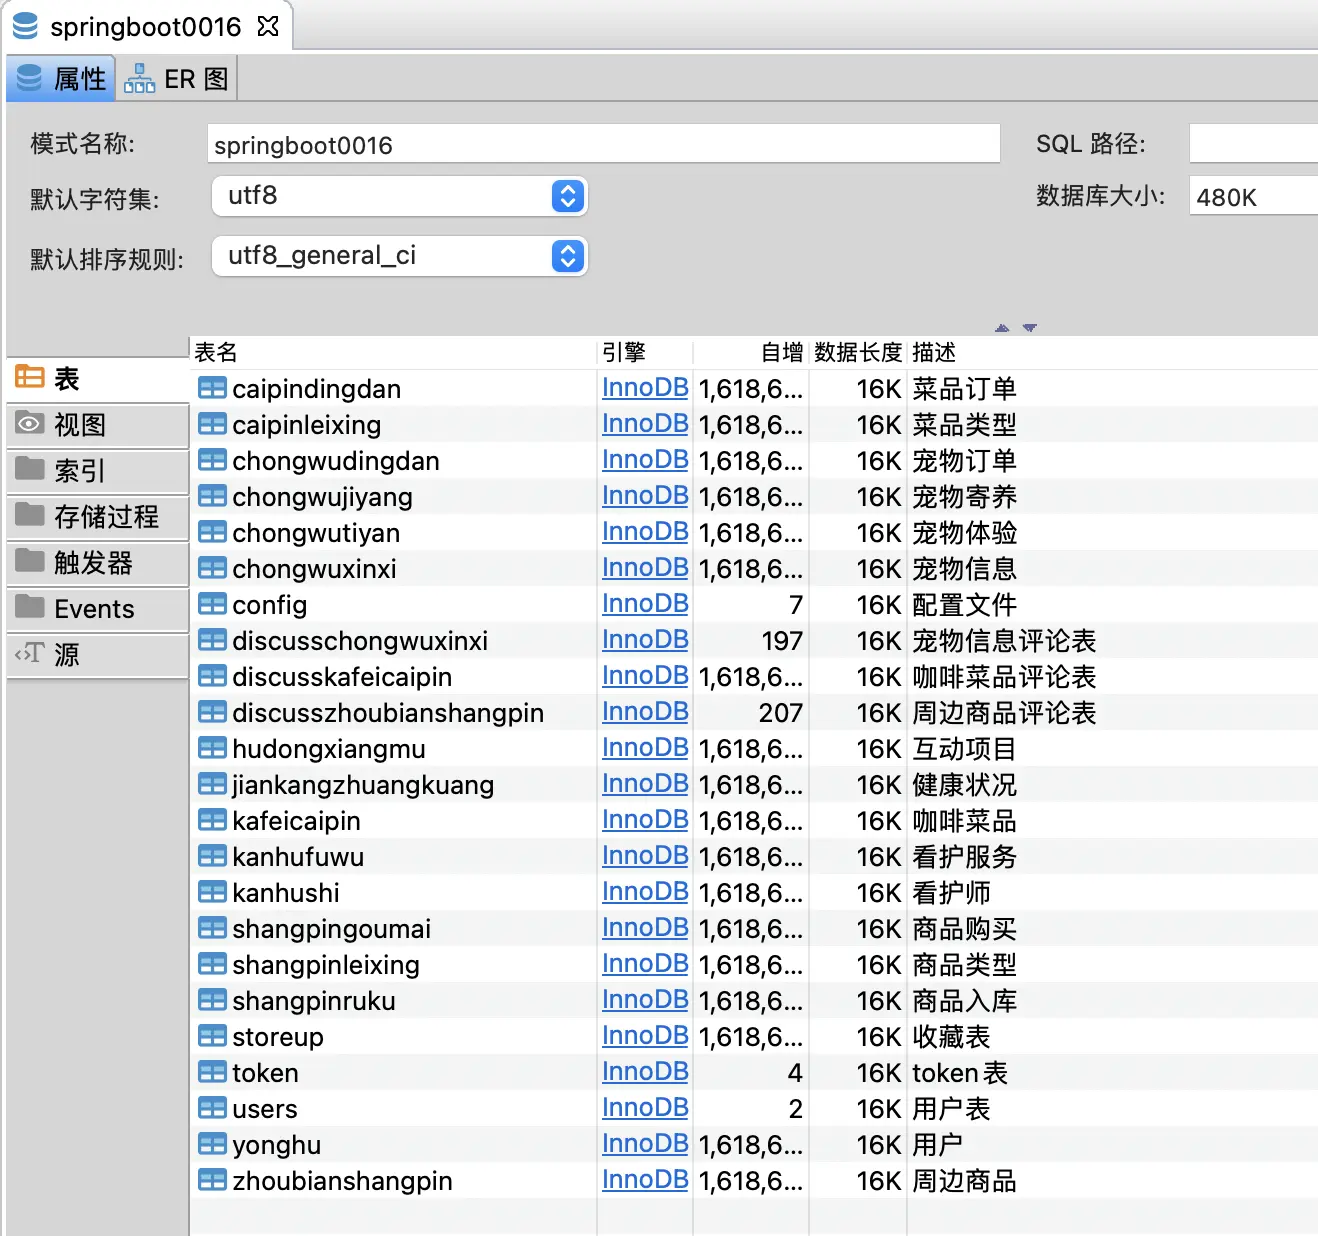 springboot0016
属性 ER 图
模式名称: springboot0016 SQL 路径:
默认字符集: utf8 数据库大小: 480K
默认排序规则: utf8_general_ci
表
视图
索引
存储过程
触发器
Events
源
表名 引擎 自增 数据长度 描述
caipindingdan InnoDB 1,618,6... 16K 菜品订单
caipinleixing InnoDB 1,618,6... 16K 菜品类型
chongwudingdan InnoDB 1,618,6... 16K 宠物订单
chongwujiyang InnoDB 1,618,6... 16K 宠物寄养
chongwutiyan InnoDB 1,618,6... 16K 宠物体验
chongwuxinxi InnoDB 1,618,6... 16K 宠物信息
config InnoDB 7 16K 配置文件
discusschongwuxinxi InnoDB 197 16K 宠物信息评论表
discusskafeicaipin InnoDB 1,618,6... 16K 咖啡菜品评论表
discusszhoubianshangpin InnoDB 207 16K 周边商品评论表
hudongxiangmu InnoDB 1,618,6... 16K 互动项目
jiankangzhuangkuang InnoDB 1,618,6... 16K 健康状况
kafeicaipin InnoDB 1,618,6... 16K 咖啡菜品
kanhufuwu InnoDB 1,618,6... 16K 看护服务
kanhushi InnoDB 1,618,6... 16K 看护师
shangpingoumai InnoDB 1,618,6... 16K 商品购买
shangpinleixing InnoDB 1,618,6... 16K 商品类型
shangpinruku InnoDB 1,618,6... 16K 商品入库
storeup InnoDB 1,618,6... 16K 收藏表
token InnoDB 4 16K token表
users InnoDB 2 16K 用户表
yonghu InnoDB 1,618,6... 16K 用户
zhoubianshangpin InnoDB 1,618,6... 16K 周边商品